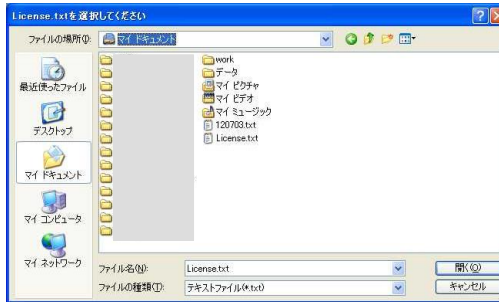 License.txtを選択してください
ファイルの場所(I):
マイ ドキュメント
最近使ったファイル
デスクトップ
マイ ドキュメント
マイ コンピュータ
マイ ネットワーク
work
データ
マイ ピクチャ
マイ ビデオ
マイ ミュージック
120703.txt
License.txt
ファイル名(N):
License.txt
開く(O)
ファイルの種類(T):
テキストファイル(*.txt)
キャンセル